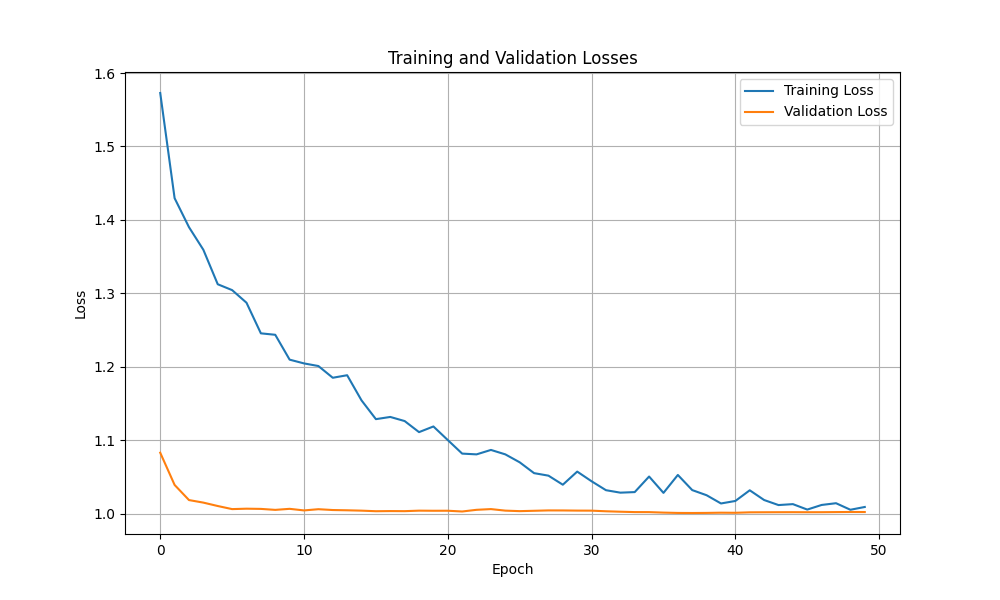 Training and Validation Losses
Training Loss
Validation Loss
1.6
1.5
1.4
1.3
1.2
1.1
1.0
Loss
0
10
20
30
40
50
Epoch